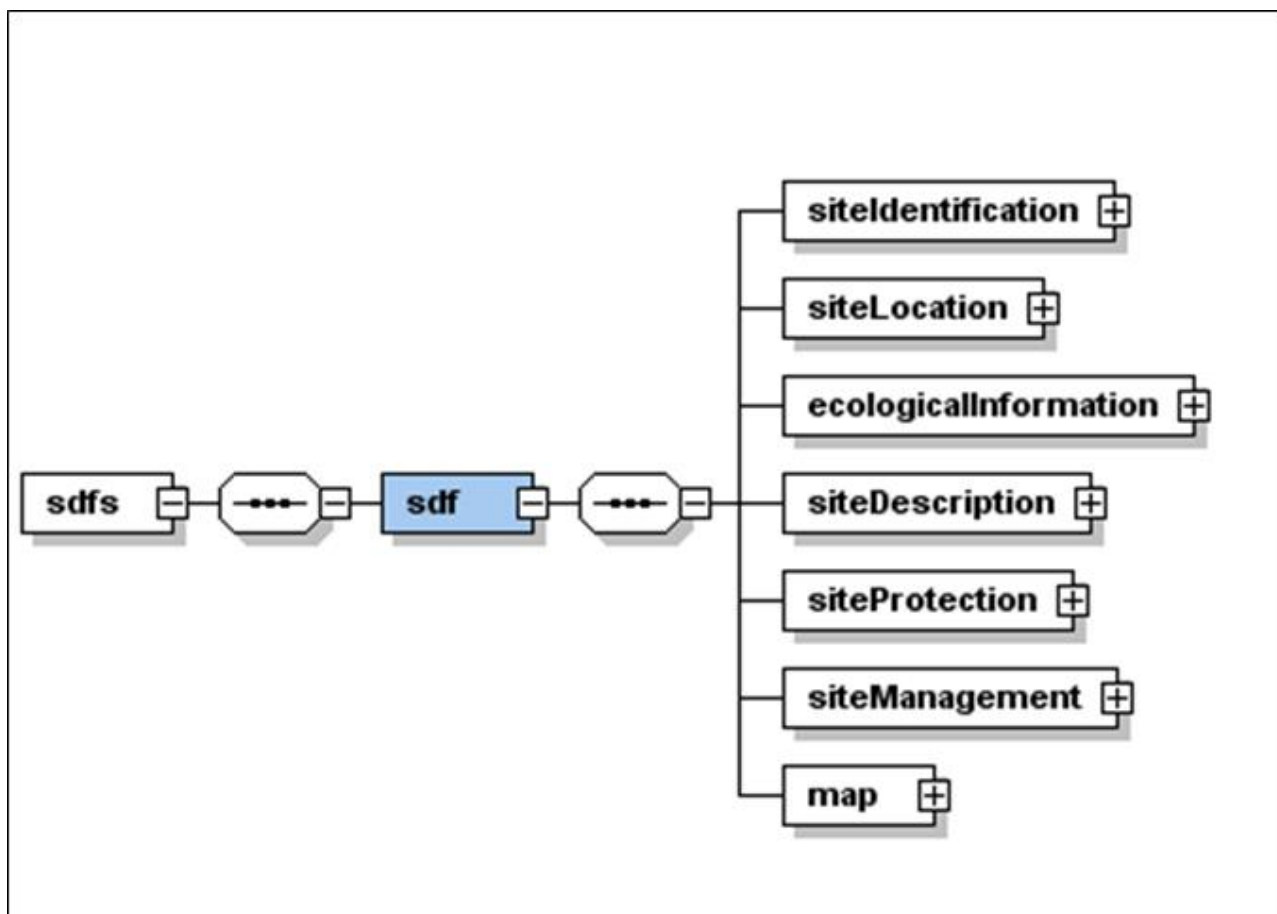 siteIdentification
siteLocation
ecologicalInformation
sdfs
sdf
siteDescription
siteProtection
siteManagement
map